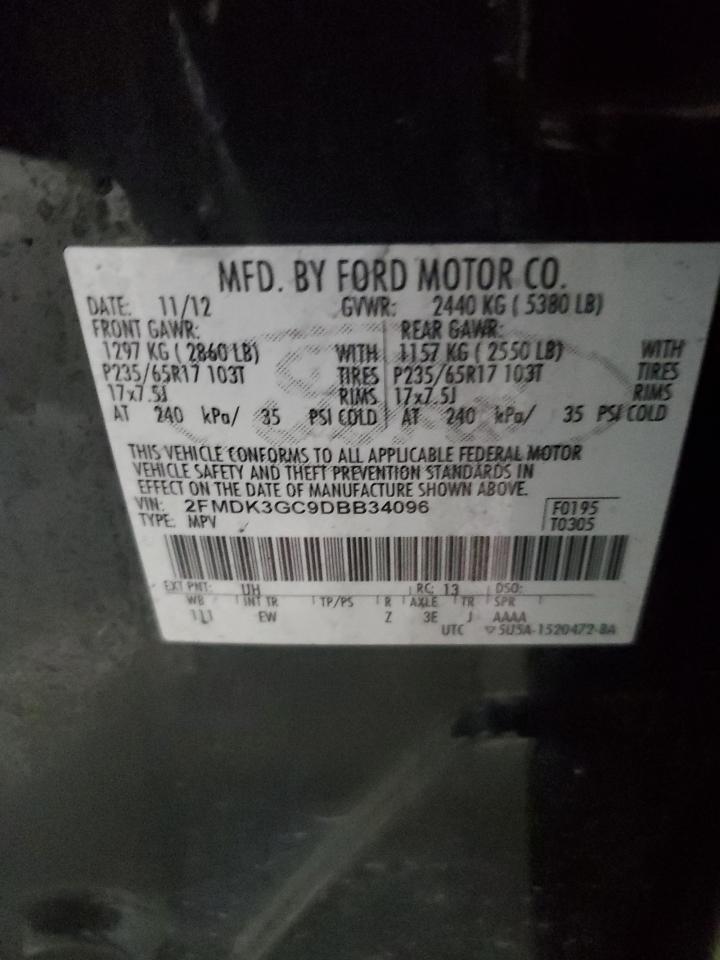 MFD. BY FORD MOTOR CO.
DATE: 11/12 GVWR: 2440 KG ( 5380 LB)
FRONT GAWR: REAR GAWR:
1297 KG ( 2860 LB) WITH 1157 KG ( 2550 LB) WITH
P235/65R17 103T TIRES P235/65R17 103T TIRES
17x7.5J RIMS 17x7.5J RIMS
AT 240 kPa/ 35 PSI COLD AT 240 kPa/ 35 PSI COLD
THIS VEHICLE CONFORMS TO ALL APPLICABLE FEDERAL MOTOR
VEHICLE SAFETY AND THEFT PREVENTION STANDARDS IN
EFFECT ON THE DATE OF MANUFACTURE SHOWN ABOVE.
VIN: 2FMDK3GC9DBB34096 F0195
TYPE: MPV T0305
EXT PNT: UH RC: 13 DSO:
WB INT TR TP/PS R AXLE TR SPR
111 EW Z 3E J AAAA
UTC ▽5U5A-1520472-BA